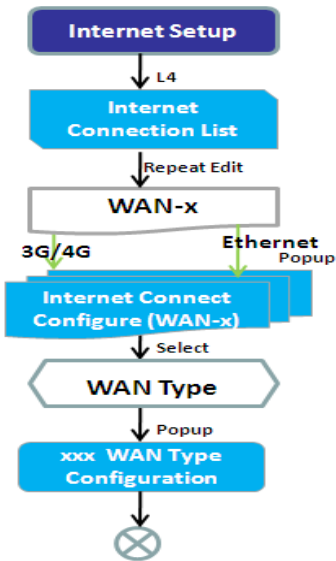 Internet Setup
L4
Internet
Connection List
Repeat Edit
WAN-x
3G/4G
Ethernet
Popup
Internet Connect
Configure (WAN-x)
Select
WAN Type
Popup
xxx WAN Type
Configuration